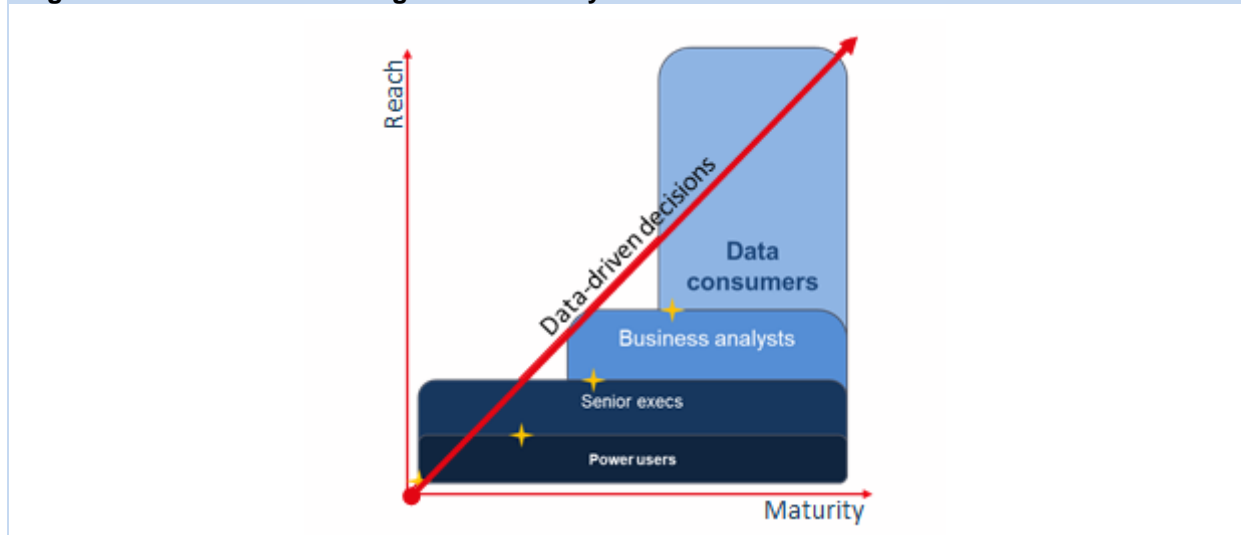 Reach
Data-driven decisions
Data
consumers
Business analysts
Senior execs
Power users
Maturity